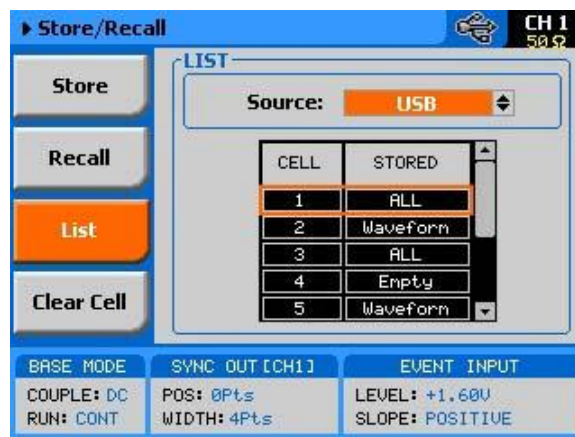 Store/Recall
CH 1
50 Ω
Store
Recall
List
Clear Cell
LIST
Source: USB
CELL STORED
1 ALL
2 Waveform
3 ALL
4 Empty
5 Waveform
BASE MODE
COUPLE: DC
RUN: CONT
SYNC OUT [CH1]
POS: 0Pts
WIDTH: 4Pts
EVENT INPUT
LEVEL: +1.60V
SLOPE: POSITIVE